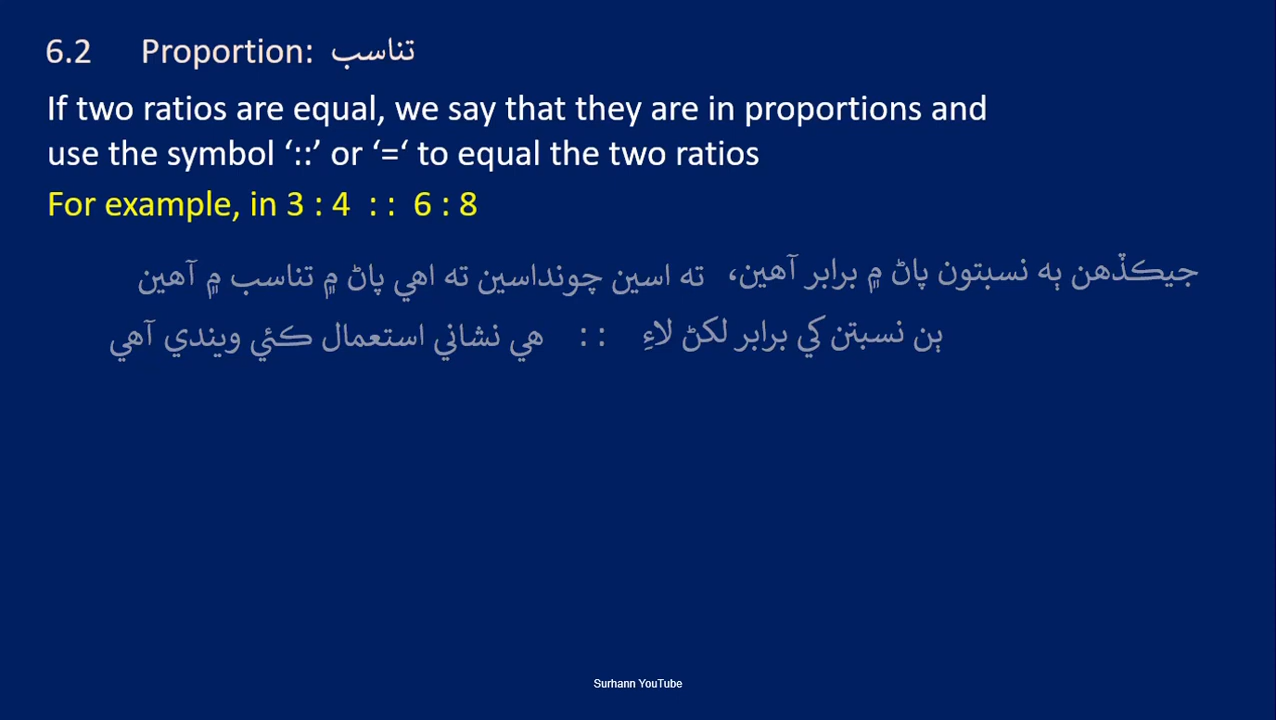 6.2 Proportion: تناسب
If two ratios are equal, we say that they are in proportions and
use the symbol ‘::’ or ‘=‘ to equal the two ratios
For example, in 3 : 4 : : 6 : 8
جيڪڏهن ٻه نسبتون پاڻ ۾ برابر آهين، ته اسين چونداسين ته اهي پاڻ ۾ تناسب ۾ آهين
ٻن نسبتن کي برابر لکڻ لاءِ : : هي نشاني استعمال ڪئي ويندي آهي
Surhann YouTube